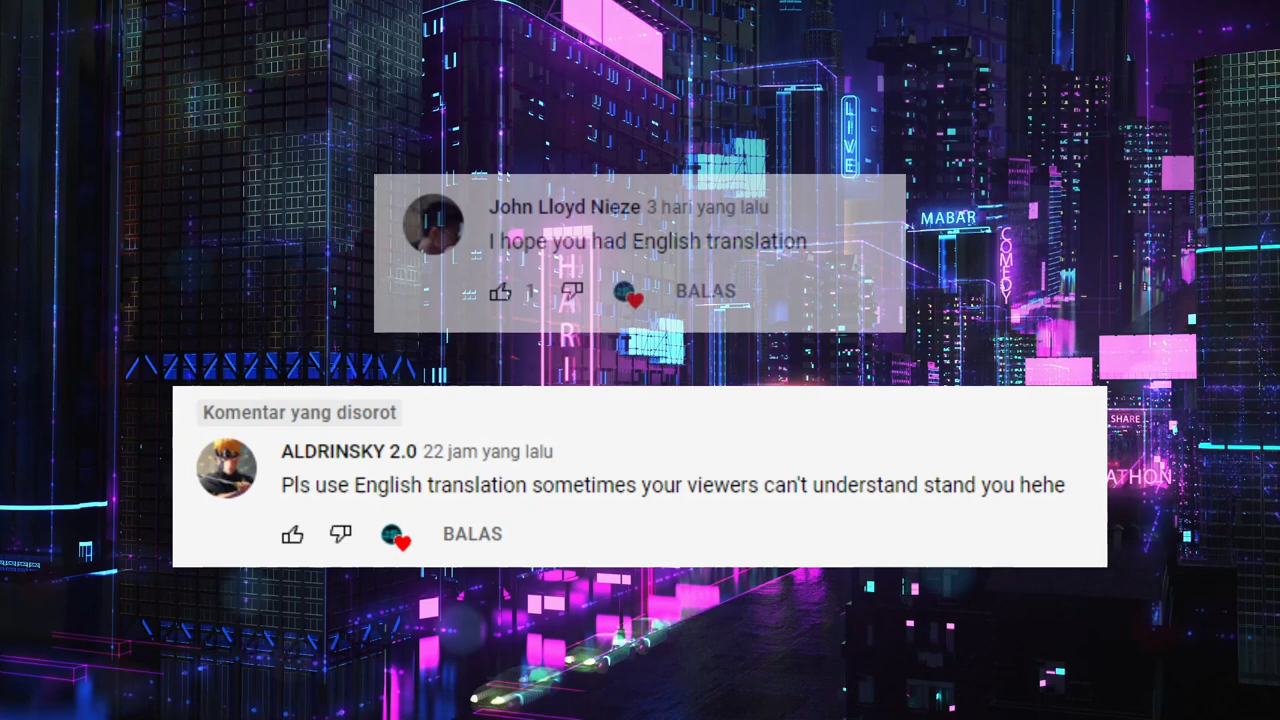 LIVE
MABAR
COMEDY
John Lloyd Nieze 3 hari yang lalu
I hope you had English translation
1
BALAS
HARI
SHARE
ATHON
Komentar yang disorot
ALDRINSKY 2.0 22 jam yang lalu
Pls use English translation sometimes your viewers can't understand stand you hehe
BALAS